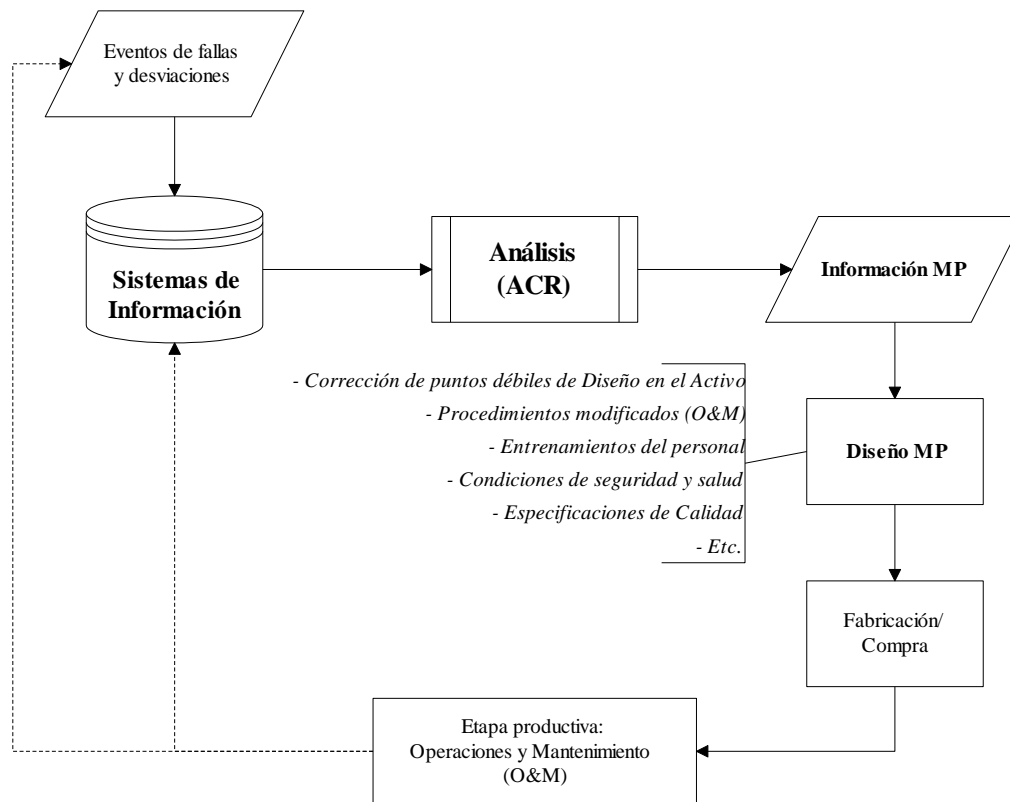 Eventos de fallas
y desviaciones
Sistemas de
Información
Análisis
(ACR)
Información MP
- Corrección de puntos débiles de Diseño en el Activo
- Procedimientos modificados (O&M)
- Entrenamientos del personal
- Condiciones de seguridad y salud
- Especificaciones de Calidad
- Etc.
Diseño MP
Fabricación/
Compra
Etapa productiva:
Operaciones y Mantenimiento
(O&M)